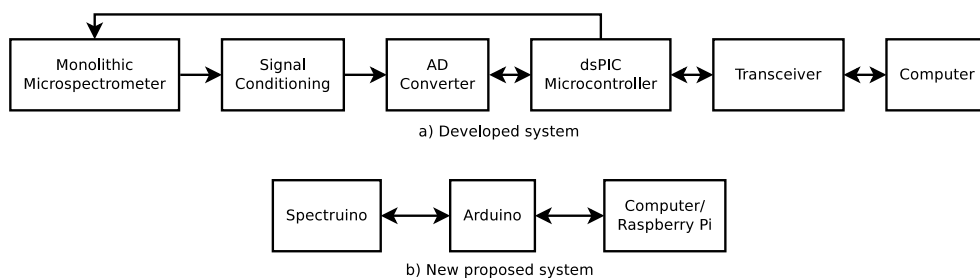 Monolithic
Microspectrometer
Signal
Conditioning
AD
Converter
dsPIC
Microcontroller
Transceiver
Computer
a) Developed system
Spectruino
Arduino
Computer/
Raspberry Pi
b) New proposed system